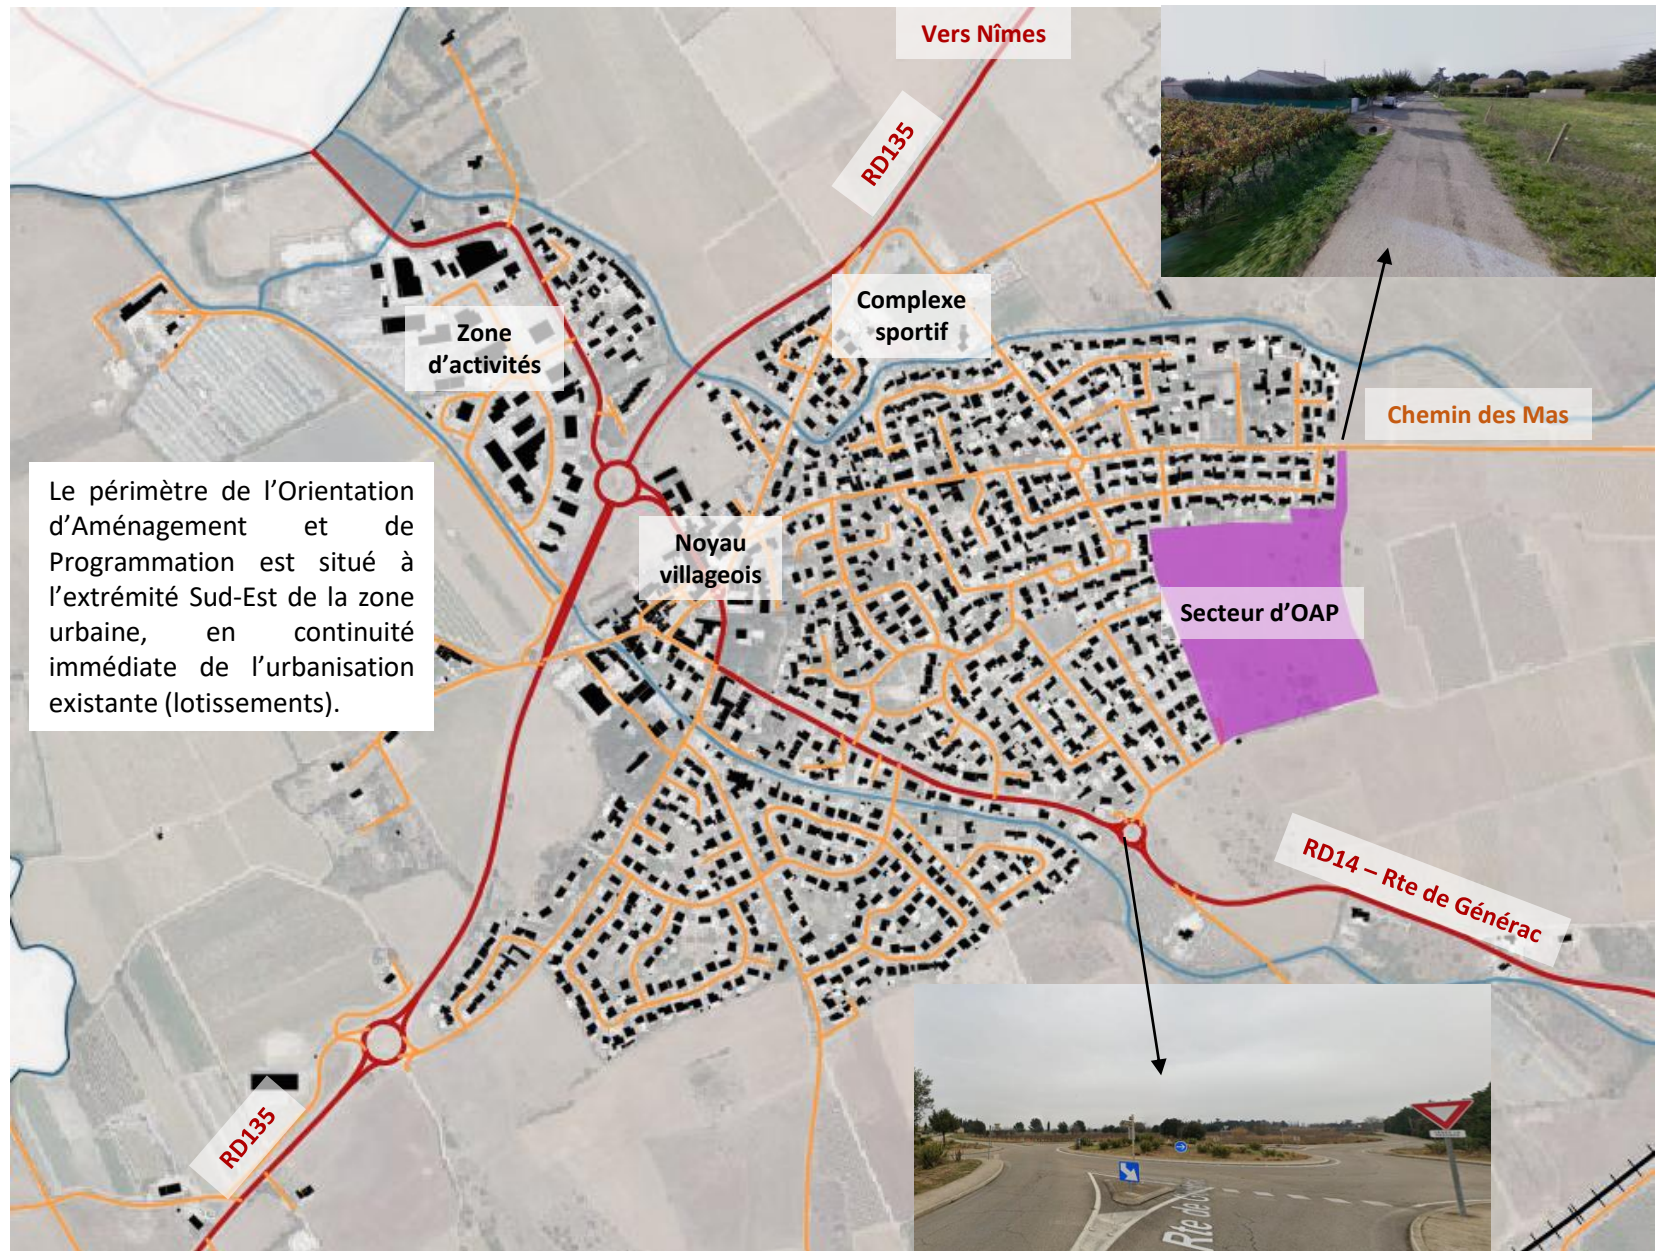 Vers Nîmes
RD135
Complexe
sportif
Zone
d’activités
Chemin des Mas
Le périmètre de l’Orientation
d’Aménagement et de
Programmation est situé à
l’extrémité Sud-Est de la zone
urbaine, en continuité
immédiate de l’urbanisation
existante (lotissements).
Noyau
villageois
Secteur d’OAP
RD14 – Rte de Générac
RD135
Rte de